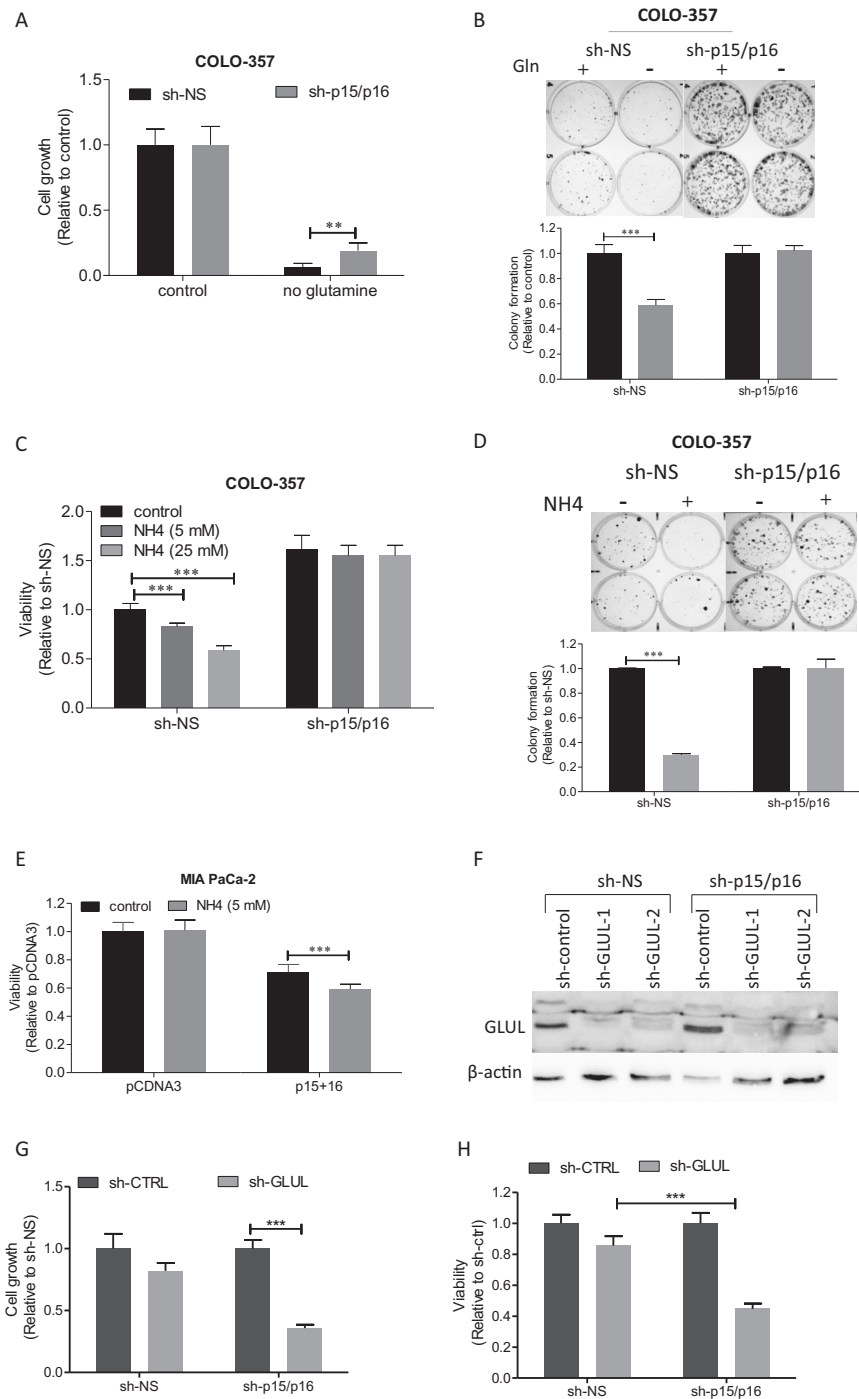 A
COLO-357
sh-NS
sh-p15/p16
Cell growth
(Relative to control)
1.5
1.0
0.5
0.0
**
control
no glutamine
B
COLO-357
sh-NS
sh-p15/p16
Gln
+
-
+
-
Colony formation
(Relative to control)
1.2
1.0
0.8
0.6
0.4
0.2
0.0
***
sh-NS
sh-p15/p16
C
COLO-357
control
NH4 (5 mM)
NH4 (25 mM)
Viability
(Relative to sh-NS)
2.0
1.5
1.0
0.5
0.0
***
***
sh-NS
sh-p15/p16
D
COLO-357
sh-NS
sh-p15/p16
NH4
-
+
-
+
Colony formation
(Relative to sh-NS)
1.2
1.0
0.8
0.6
0.4
0.2
0.0
***
sh-NS
sh-p15/p16
E
MIA PaCa-2
control
NH4 (5 mM)
Viability
(Relative to pCDNA3)
1.2
1.0
0.8
0.6
0.4
0.2
0.0
***
pCDNA3
p15+16
F
sh-NS
sh-p15/p16
sh-control
sh-GLUL-1
sh-GLUL-2
sh-control
sh-GLUL-1
sh-GLUL-2
GLUL
β-actin
G
sh-CTRL
sh-GLUL
Cell growth
(Relative to sh-NS)
1.5
1.0
0.5
0.0
***
sh-NS
sh-p15/p16
H
sh-CTRL
sh-GLUL
Viability
(Relative to sh-ctrl)
1.2
1.0
0.8
0.6
0.4
0.2
0.0
***
sh-NS
sh-p15/p16